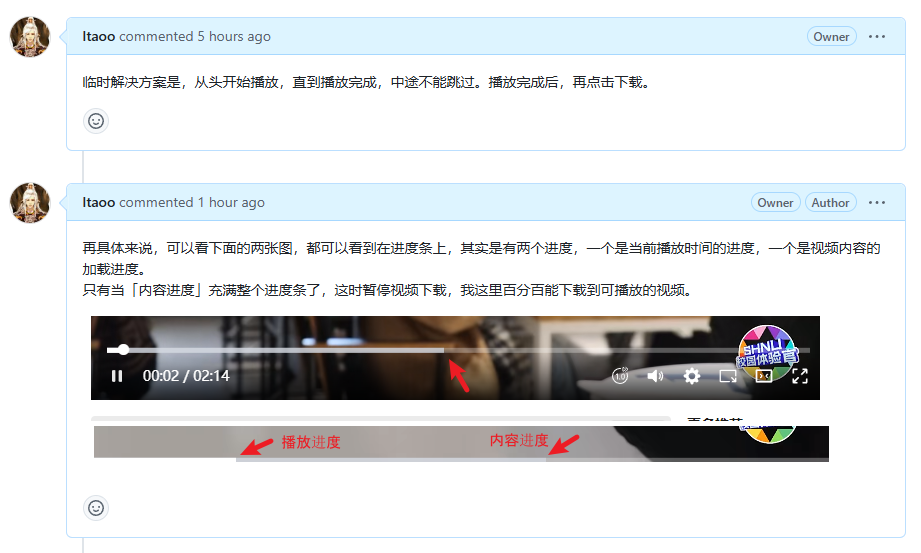 ltaoo commented 5 hours ago Owner
临时解决方案是，从头开始播放，直到播放完成，中途不能跳过。播放完成后，再点击下载。
ltaoo commented 1 hour ago Owner Author
再具体来说，可以看下面的两张图，都可以看到在进度条上，其实是有两个进度，一个是当前播放时间的进度，一个是视频内容的
加载进度。
只有当「内容进度」充满整个进度条了，这时暂停视频下载，我这里百分百能下载到可播放的视频。
SHNU
校园体验官
00:02 / 02:14
1.0
播放进度
内容进度